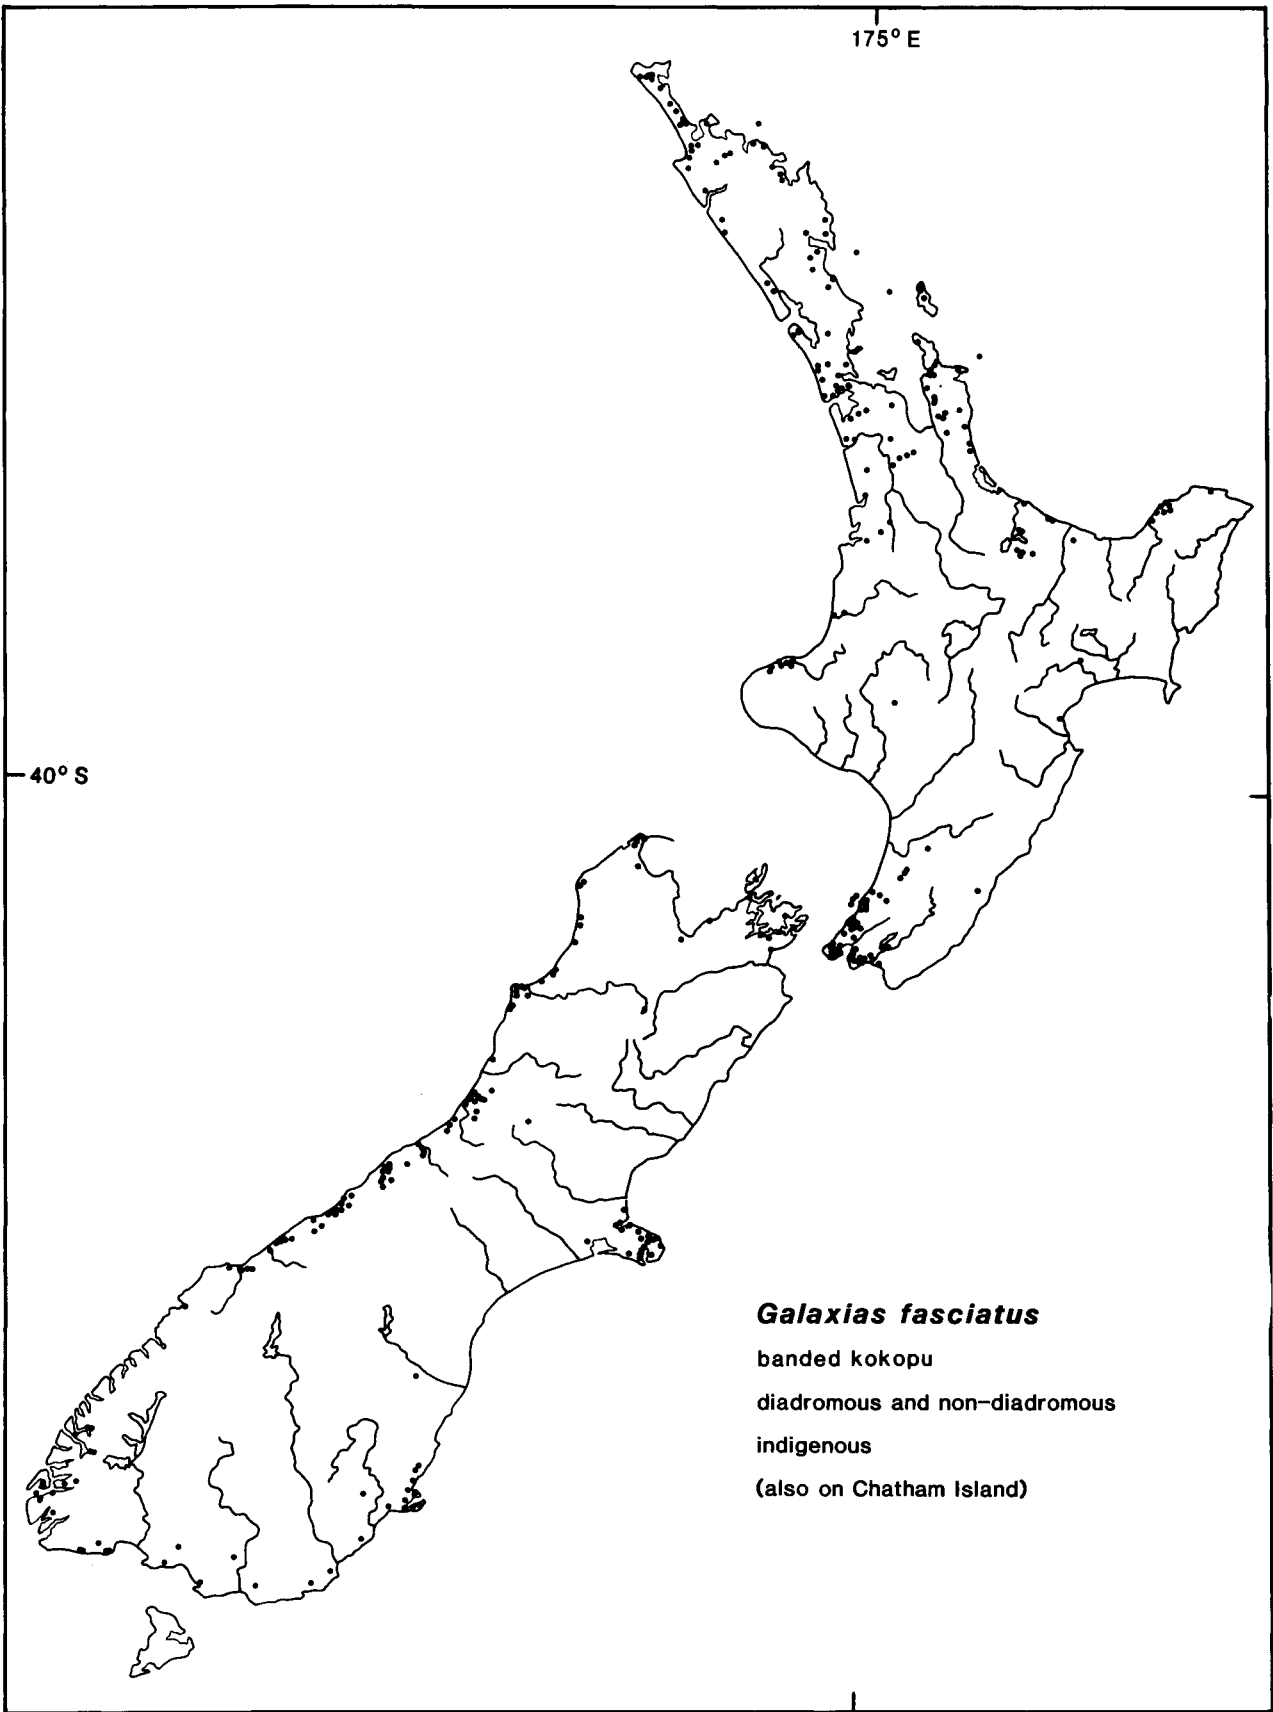 175° E
40° S
Galaxias fasciatus
banded kokopu
diadromous and non-diadromous
indigenous
(also on Chatham Island)